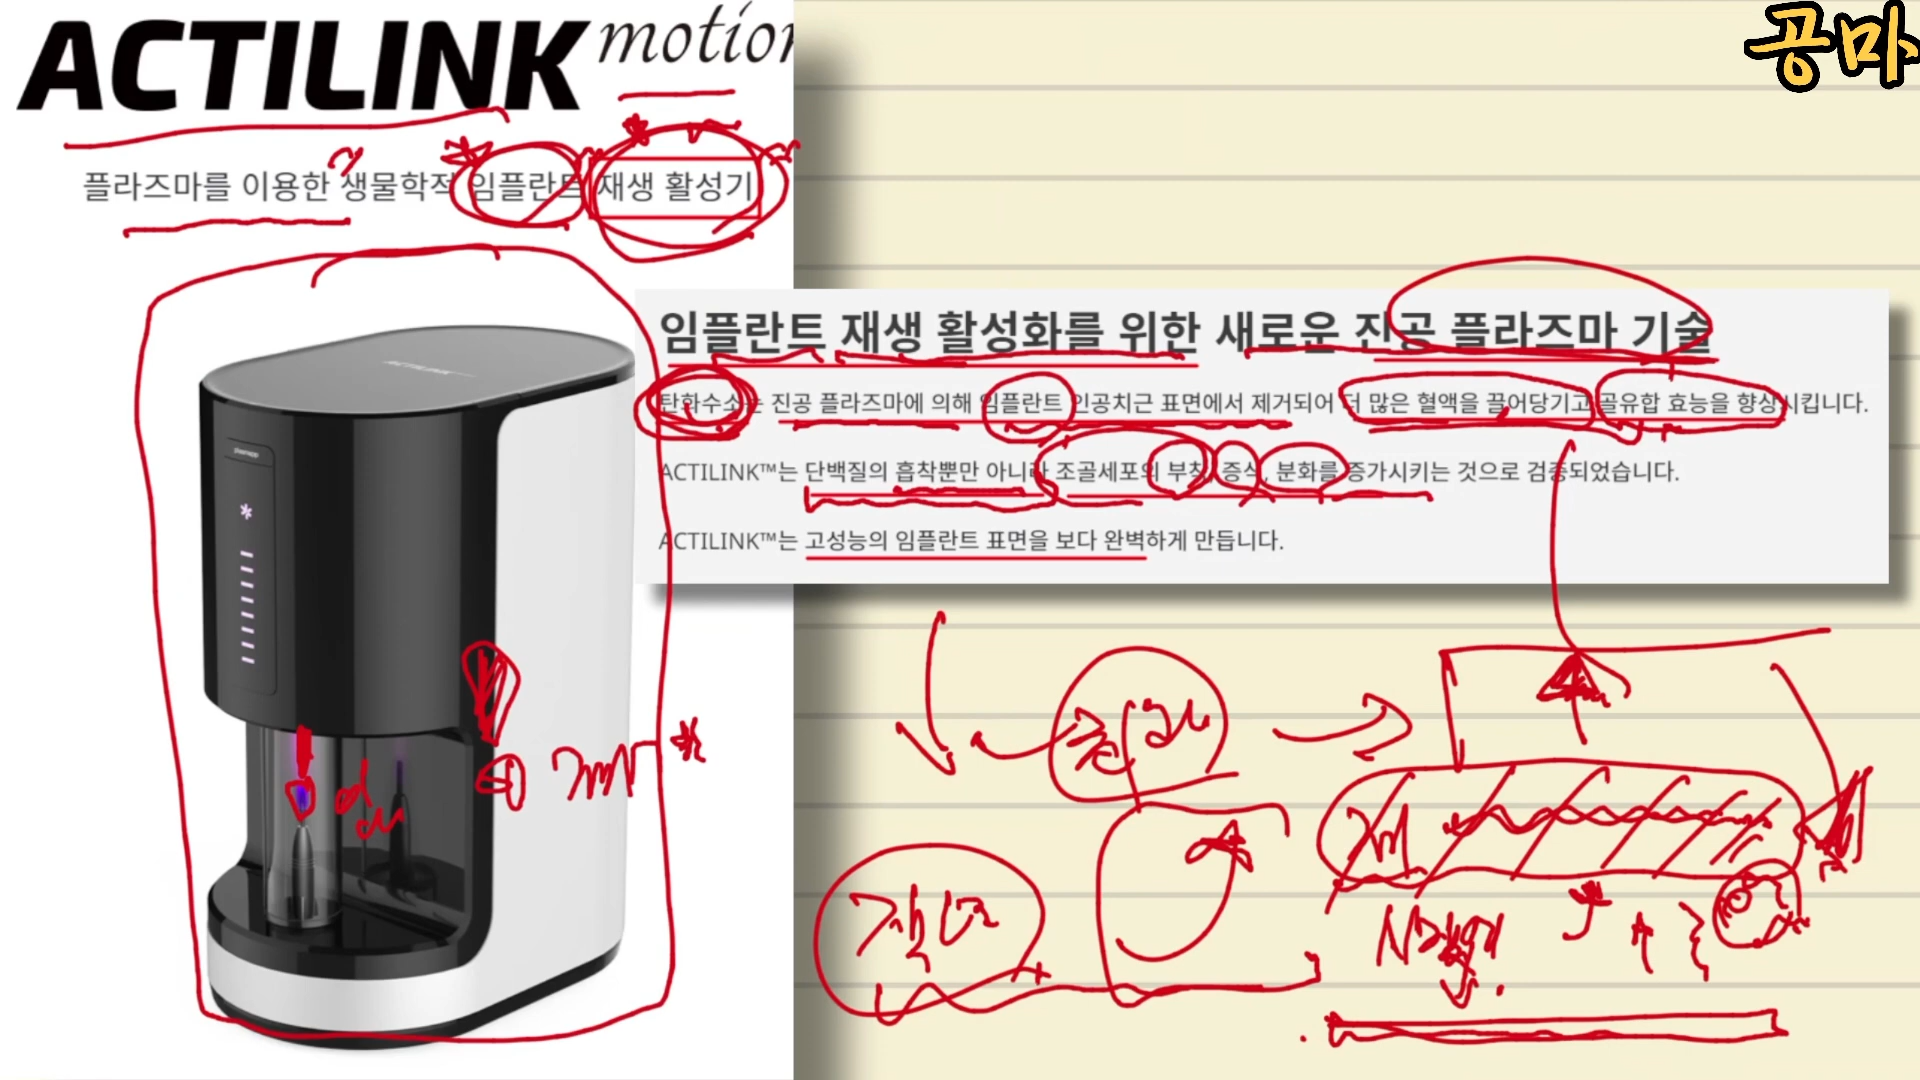 ACTILINK motion
공마
플라즈마를 이용한 생물학적 임플란트 재생 활성기
임플란트 재생 활성화를 위한 새로운 진공 플라즈마 기술
탄화수소는 진공 플라즈마에 의해 임플란트 인공치근 표면에서 제거되어 더 많은 혈액을 끌어당기고 골유합 효능을 향상시킵니다.
ACTILINK™는 단백질의 흡착뿐만 아니라 조골세포의 부착, 증식, 분화를 증가시키는 것으로 검증되었습니다.
ACTILINK™는 고성능의 임플란트 표면을 보다 완벽하게 만듭니다.
ACTILINK